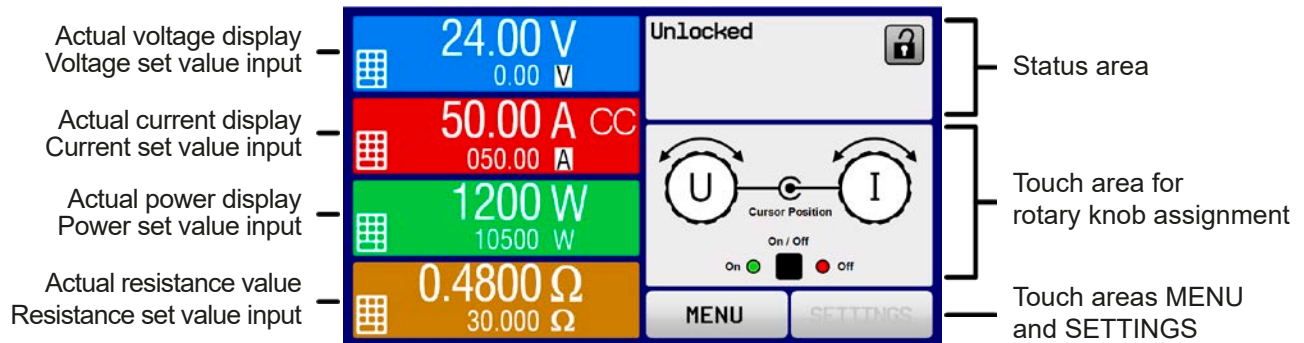 Actual voltage display
Voltage set value input
24.00 V
0.00 V
Unlocked
Status area
Actual current display
Current set value input
50.00 A CC
050.00 A
Actual power display
Power set value input
1200 W
10500 W
U
I
Cursor Position
On / Off
On
Off
Touch area for
rotary knob assignment
Actual resistance value
Resistance set value input
0.4800 Ω
30.000 Ω
MENU
SETTINGS
Touch areas MENU
and SETTINGS